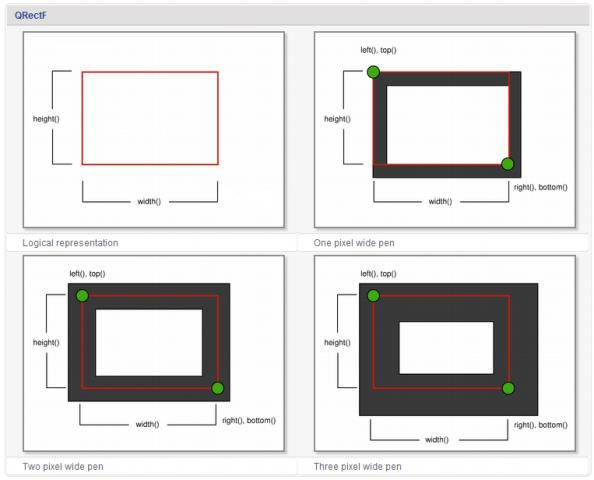 QRectF
height()
width()
left(), top()
height()
right(), bottom()
width()
Logical representation
One pixel wide pen
left(), top()
height()
right(), bottom()
width()
left(), top()
height()
right(), bottom()
width()
Two pixel wide pen
Three pixel wide pen